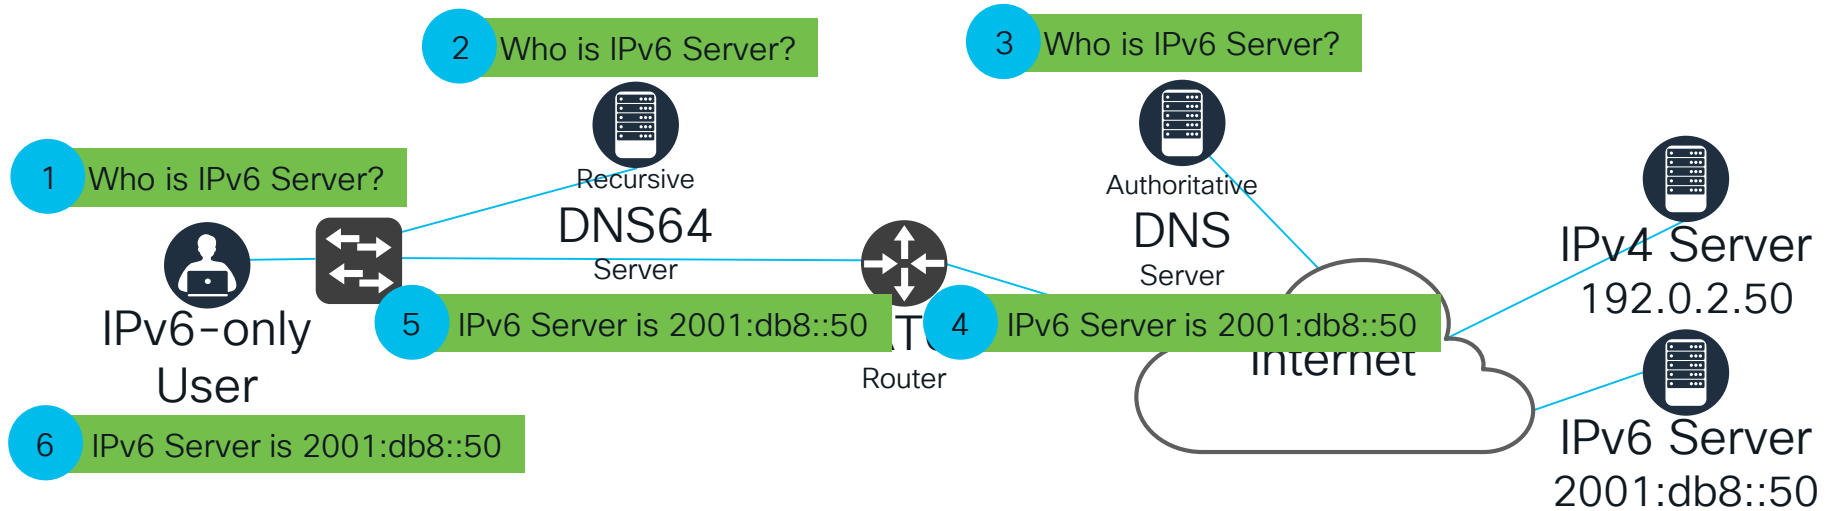 2 Who is IPv6 Server?
3 Who is IPv6 Server?
1 Who is IPv6 Server?
Recursive
DNS64
Server
Authoritative
DNS
Server
IPv4 Server
192.0.2.50
IPv6-only
User
5 IPv6 Server is 2001:db8::50
4 IPv6 Server is 2001:db8::50
Router
Internet
6 IPv6 Server is 2001:db8::50
IPv6 Server
2001:db8::50